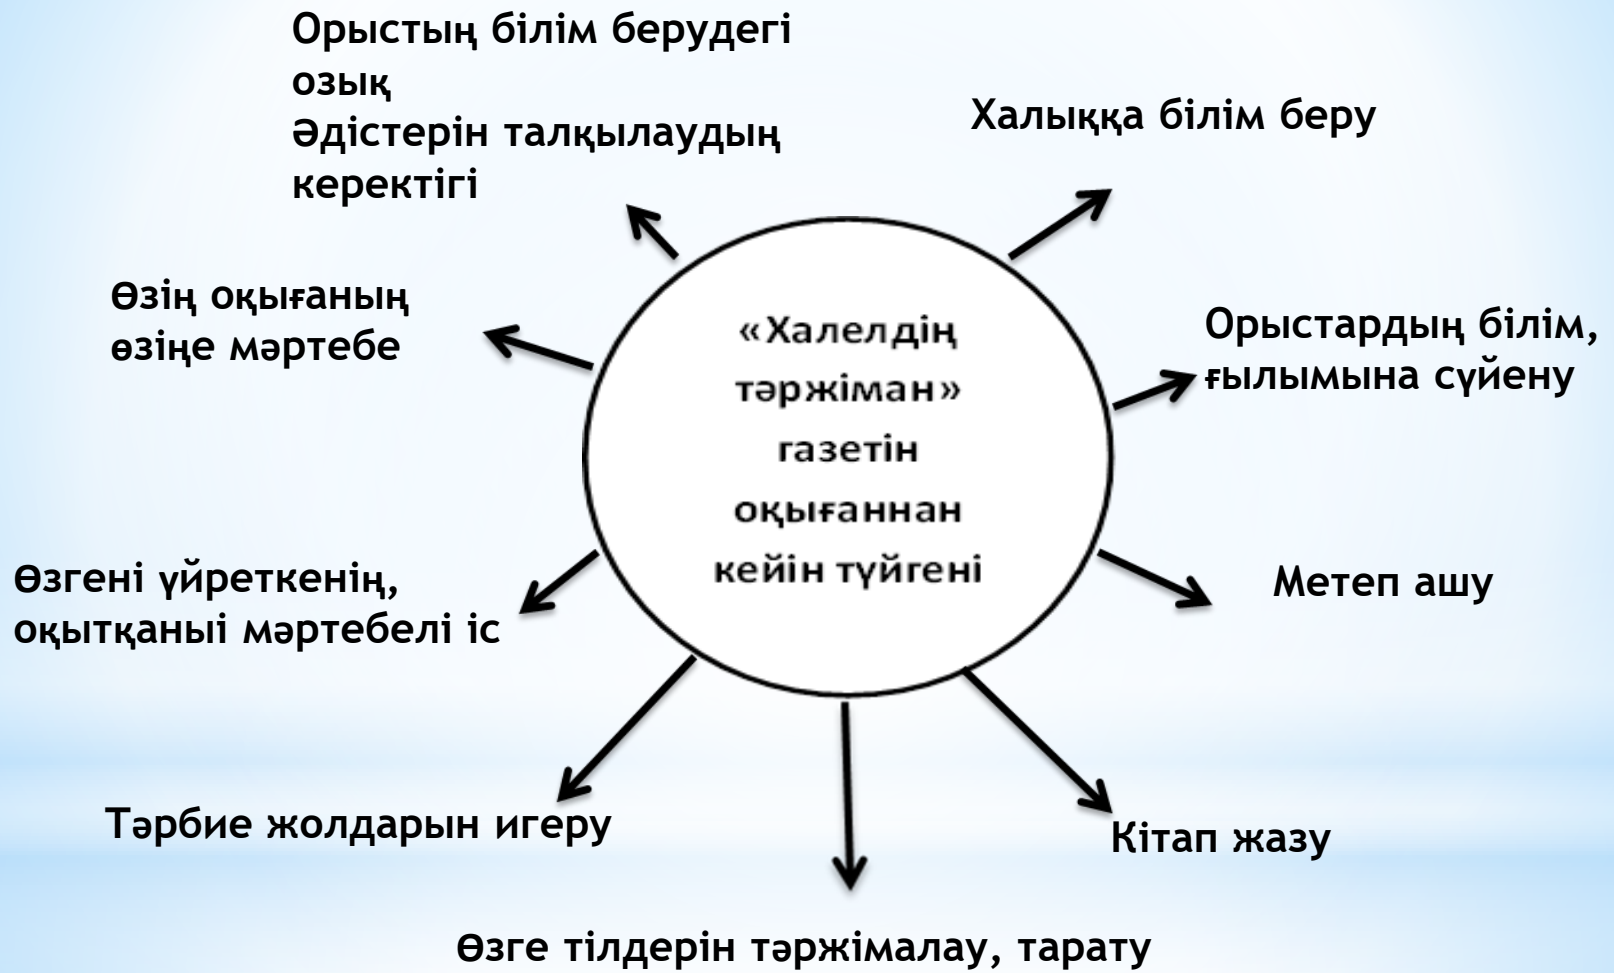 Орыстың білім берудегі
озық
Әдістерін талқылаудың
керектігі
Халыққа білім беру
Өзің оқығаның
өзіңе мәртебе
«Халелдің
тәржіман»
газетін
оқығаннан
кейін түйгені
Орыстардың білім,
ғылымына сүйену
Өзгені үйреткенің,
оқытқаныі мәртебелі іс
Метеп ашу
Тәрбие жолдарын игеру
Кітап жазу
Өзге тілдерін тәржімалау, тарату